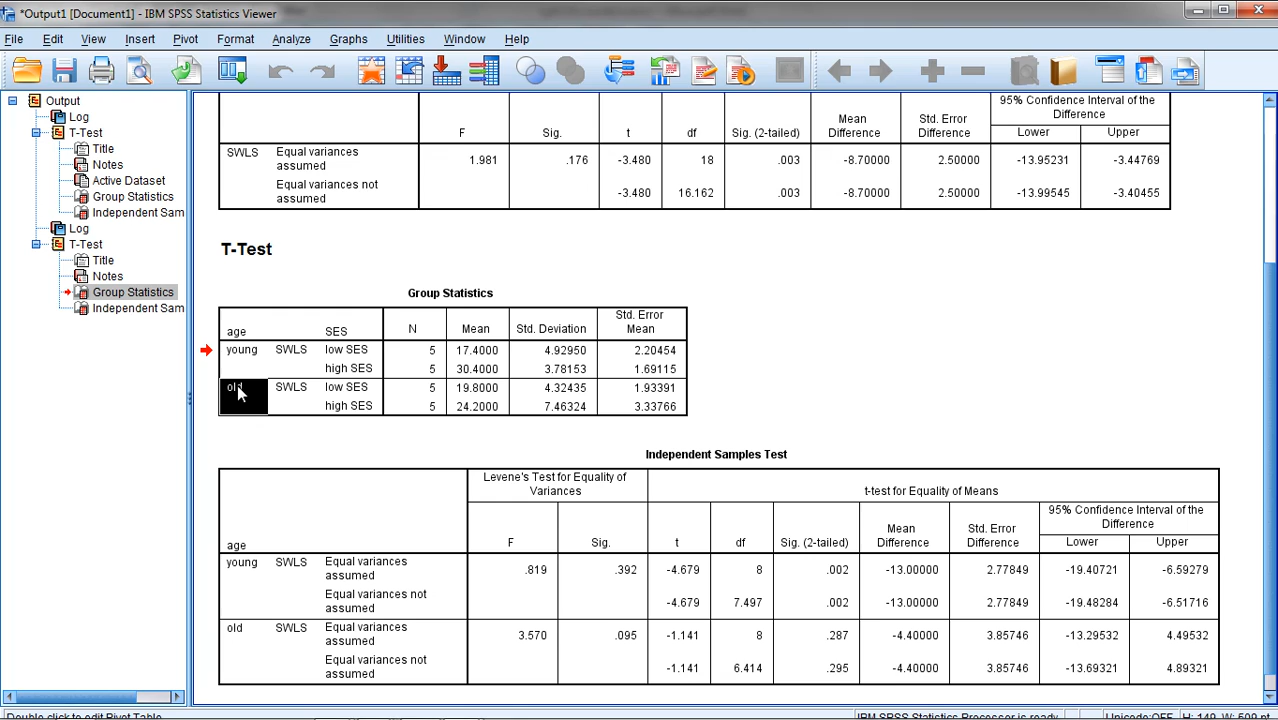 *Output1 [Document1] - IBM SPSS Statistics Viewer
File Edit View Insert Pivot Format Analyze Graphs Utilities Window Help
Output
Log
T-Test
Title
Notes
Active Dataset
Group Statistics
Independent Sam
Log
T-Test
Title
Notes
Group Statistics
Independent Sam
95% Confidence Interval of the
Difference
F Sig. t df Sig. (2-tailed) Mean Difference Std. Error Difference Lower Upper
SWLS Equal variances assumed 1.981 .176 -3.480 18 .003 -8.70000 2.50000 -13.95231 -3.44769
Equal variances not assumed -3.480 16.162 .003 -8.70000 2.50000 -13.99545 -3.40455
T-Test
Group Statistics
age SES N Mean Std. Deviation Std. Error Mean
young SWLS low SES 5 17.4000 4.92950 2.20454
high SES 5 30.4000 3.78153 1.69115
old SWLS low SES 5 19.8000 4.32435 1.93391
high SES 5 24.2000 7.46324 3.33766
Independent Samples Test
Levene's Test for Equality of Variances t-test for Equality of Means
95% Confidence Interval of the
Difference
age F Sig. t df Sig. (2-tailed) Mean Difference Std. Error Difference Lower Upper
young SWLS Equal variances assumed .819 .392 -4.679 8 .002 -13.00000 2.77849 -19.40721 -6.59279
Equal variances not assumed -4.679 7.497 .002 -13.00000 2.77849 -19.48284 -6.51716
old SWLS Equal variances assumed 3.570 .095 -1.141 8 .287 -4.40000 3.85746 -13.29532 4.49532
Equal variances not assumed -1.141 6.414 .295 -4.40000 3.85746 -13.69321 4.89321
Double click to edit Pivot Table IBM SPSS Statistics Processor is ready Unicode:OFF H: 149, W: 509 pt.